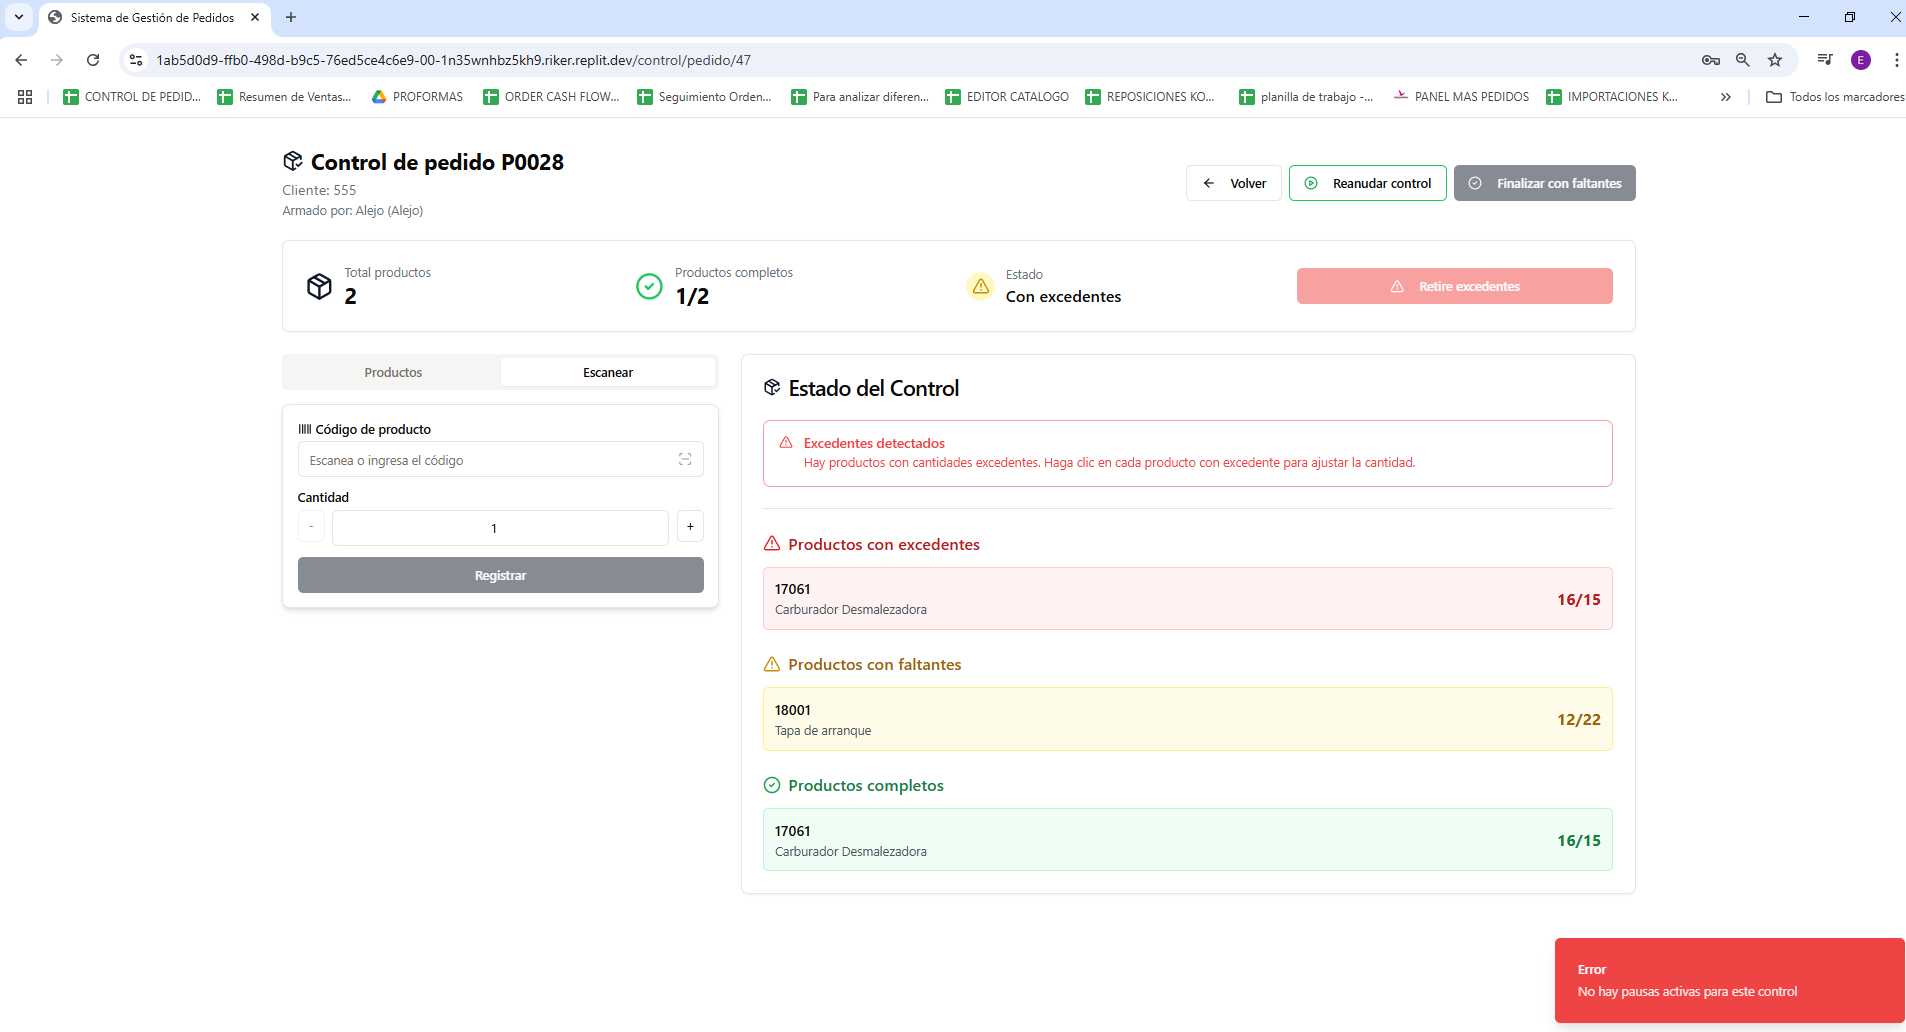 Sistema de Gestión de Pedidos
1ab5d0d9-ffb0-498d-b9c5-76ed5ce4c6e9-00-1n35wnhbz5kh9.riker.replit.dev/control/pedido/47
E
CONTROL DE PEDID...
Resumen de Ventas...
PROFORMAS
ORDER CASH FLOW...
Seguimiento Orden...
Para analizar diferen...
EDITOR CATALOGO
REPOSICIONES KO...
planilla de trabajo -...
PANEL MAS PEDIDOS
IMPORTACIONES K...
Todos los marcadores
Control de pedido P0028
Cliente: 555
Armado por: Alejo (Alejo)
Volver
Reanudar control
Finalizar con faltantes
Total productos
2
Productos completos
1/2
Estado
Con excedentes
Retire excedentes
Productos
Escanear
Código de producto
Escanea o ingresa el código
Cantidad
-
1
+
Registrar
Estado del Control
Excedentes detectados
Hay productos con cantidades excedentes. Haga clic en cada producto con excedente para ajustar la cantidad.
Productos con excedentes
17061
Carburador Desmalezadora
16/15
Productos con faltantes
18001
Tapa de arranque
12/22
Productos completos
17061
Carburador Desmalezadora
16/15
Error
No hay pausas activas para este control